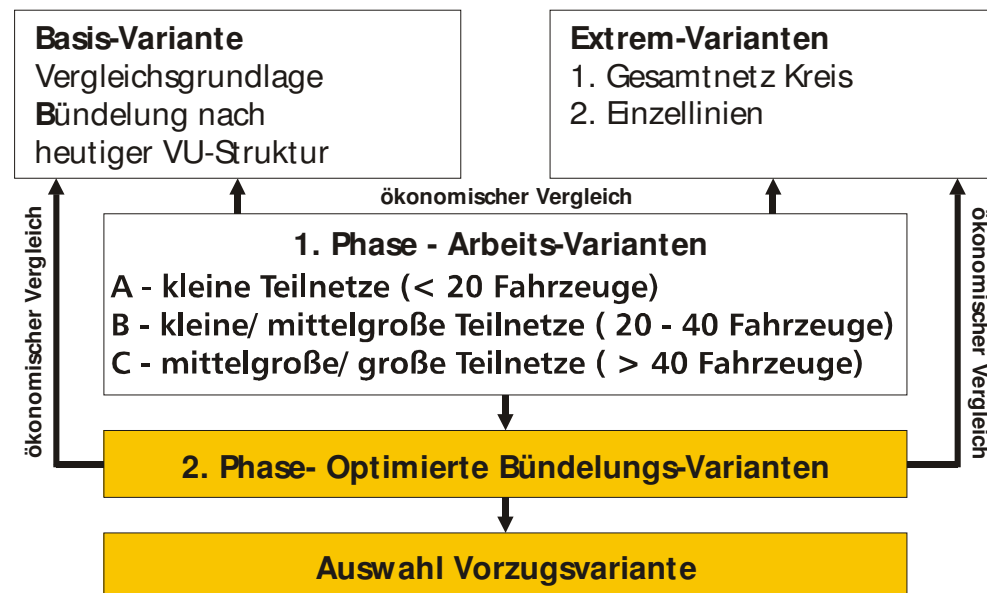 Basis-Variante
Vergleichsgrundlage
Bündelung nach
heutiger VU-Struktur
Extrem-Varianten
1. Gesamtnetz Kreis
2. Einzellinien
ökonomischer Vergleich
ökonomischer Vergleich
ökonomischer Vergleich
1. Phase - Arbeits-Varianten
A - kleine Teilnetze (< 20 Fahrzeuge)
B - kleine/ mittelgroße Teilnetze ( 20 - 40 Fahrzeuge)
C - mittelgroße/ große Teilnetze ( > 40 Fahrzeuge)
2. Phase- Optimierte Bündelungs-Varianten
Auswahl Vorzugsvariante